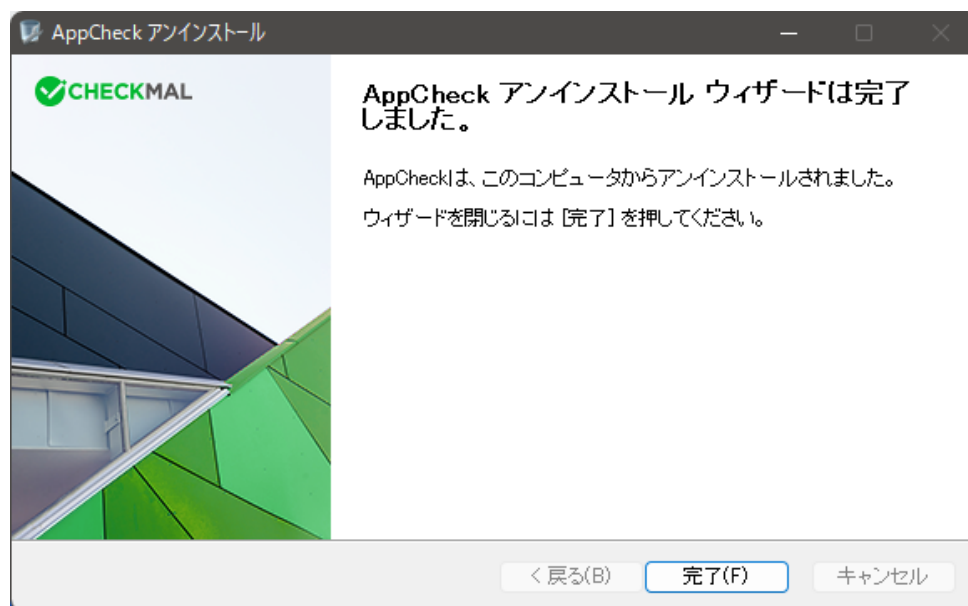 AppCheck アンインストール
CHECKMAL
AppCheck アンインストール ウィザードは完了
しました。
AppCheckは、このコンピュータからアンインストールされました。
ウィザードを閉じるには [完了] を押してください。
< 戻る(B)
完了(F)
キャンセル